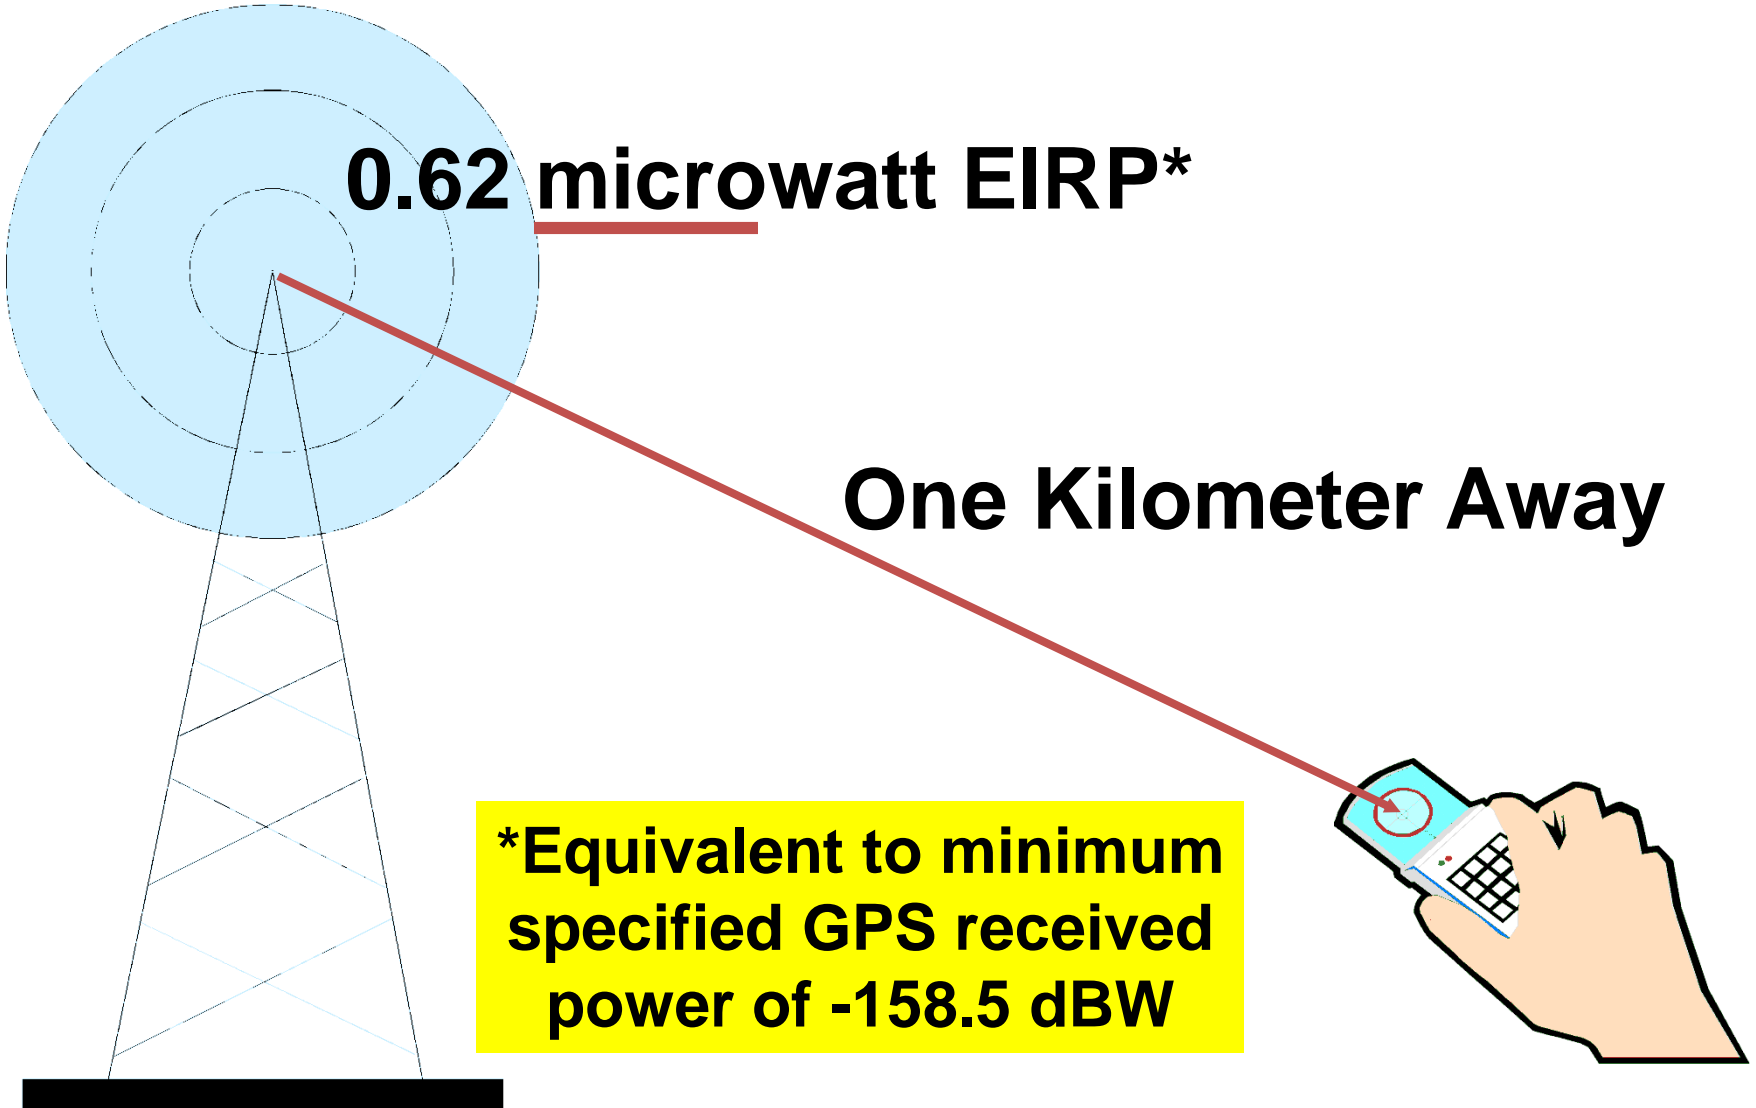 0.62 microwatt EIRP*
One Kilometer Away
*Equivalent to minimum
specified GPS received
power of -158.5 dBW